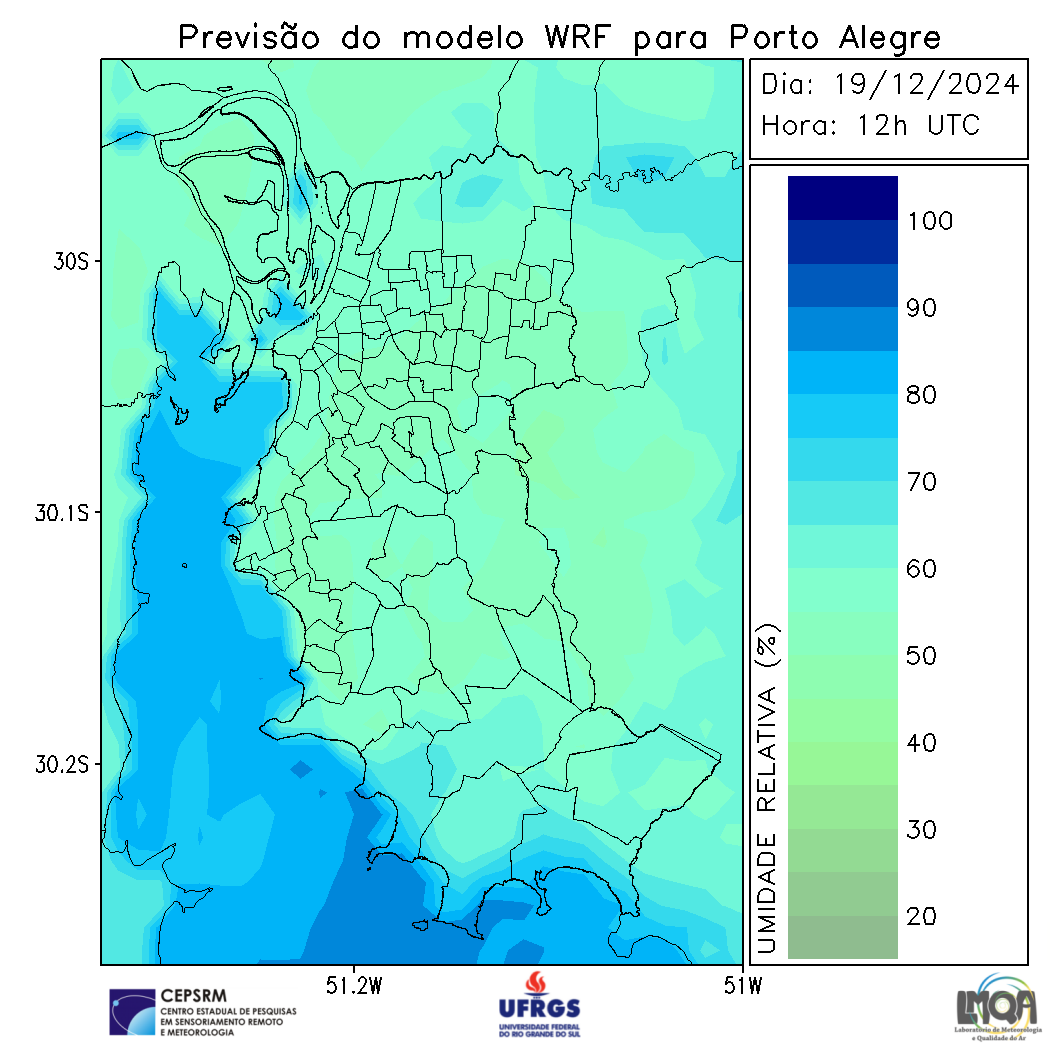 Previsão do modelo WRF para Porto Alegre
Dia: 19/12/2024
Hora: 12h UTC
30S
30.1S
30.2S
51.2W
51W
UMIDADE RELATIVA (%)
100
90
80
70
60
50
40
30
20
CEPSRM
CENTRO ESTADUAL DE PESQUISAS
EM SENSORIAMENTO REMOTO
E METEOROLOGIA
UFRGS
UNIVERSIDADE FEDERAL
DO RIO GRANDE DO SUL
LMQA
Laboratório de Meteorologia
e Qualidade do Ar